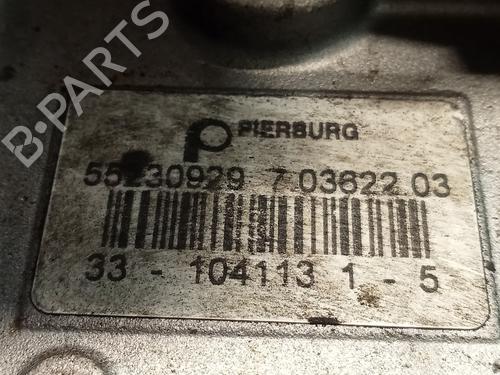 B-PARTS
PIERBURG
55230929 7.03622.03
33 - 104113 1 - 5